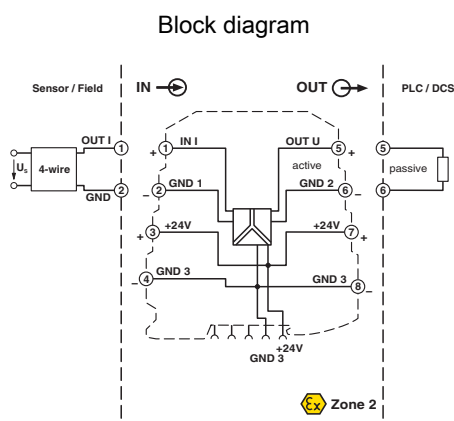 Block diagram
Sensor / Field
IN
OUT
PLC / DCS
OUT I
1
1
IN I
OUT U
5
5
+
+
Us
4-wire
active
passive
GND
2
2
GND 1
GND 2
6
6
–
–
3
+24V
+24V
7
+
+
4
GND 3
GND 3
8
–
–
+24V
GND 3
Ex
Zone 2